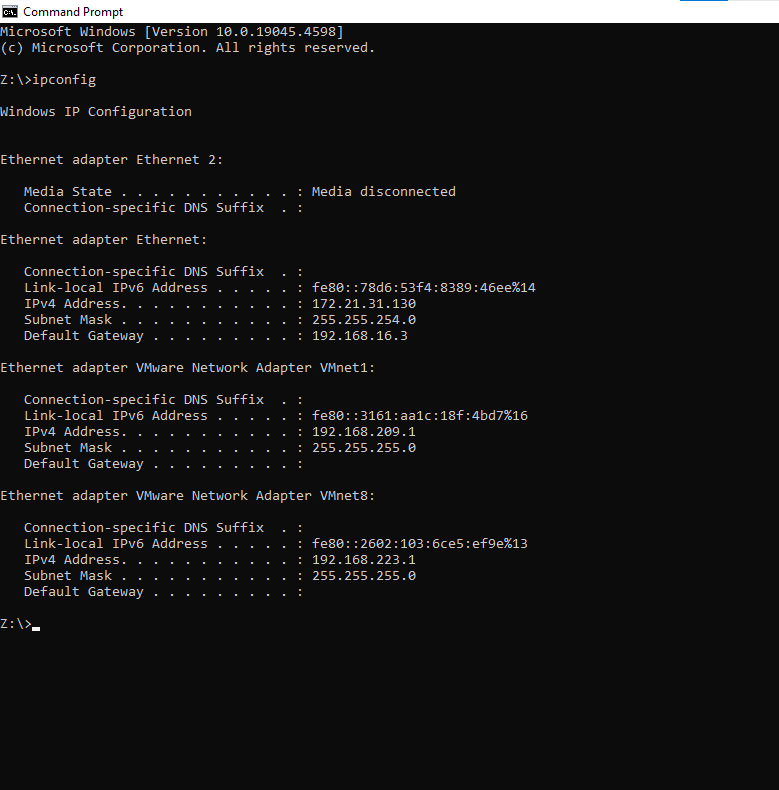 Command Prompt
Microsoft Windows [Version 10.0.19045.4598]
(c) Microsoft Corporation. All rights reserved.
Z:\>ipconfig
Windows IP Configuration
Ethernet adapter Ethernet 2:
Media State . . . . . . . . . . . : Media disconnected
Connection-specific DNS Suffix  . :
Ethernet adapter Ethernet:
Connection-specific DNS Suffix  . :
Link-local IPv6 Address . . . . . : fe80::78d6:53f4:8389:46ee%14
IPv4 Address. . . . . . . . . . . : 172.21.31.130
Subnet Mask . . . . . . . . . . . : 255.255.254.0
Default Gateway . . . . . . . . . : 192.168.16.3
Ethernet adapter VMware Network Adapter VMnet1:
Connection-specific DNS Suffix  . :
Link-local IPv6 Address . . . . . : fe80::3161:aa1c:18f:4bd7%16
IPv4 Address. . . . . . . . . . . : 192.168.209.1
Subnet Mask . . . . . . . . . . . : 255.255.255.0
Default Gateway . . . . . . . . . :
Ethernet adapter VMware Network Adapter VMnet8:
Connection-specific DNS Suffix  . :
Link-local IPv6 Address . . . . . : fe80::2602:103:6ce5:ef9e%13
IPv4 Address. . . . . . . . . . . : 192.168.223.1
Subnet Mask . . . . . . . . . . . : 255.255.255.0
Default Gateway . . . . . . . . . :
Z:\>